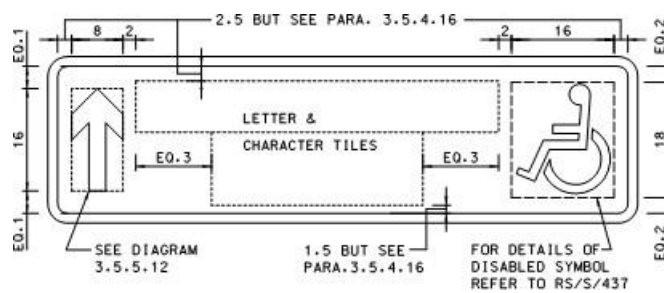 2.5 BUT SEE PARA. 3.5.4.16
EQ.1
8
2
2
16
EQ.2
16
LETTER &
CHARACTER TILES
18
EQ.3
EQ.3
EQ.1
EQ.2
SEE DIAGRAM
3.5.5.12
1.5 BUT SEE
PARA.3.5.4.16
FOR DETAILS OF
DISABLED SYMBOL
REFER TO RS/S/437